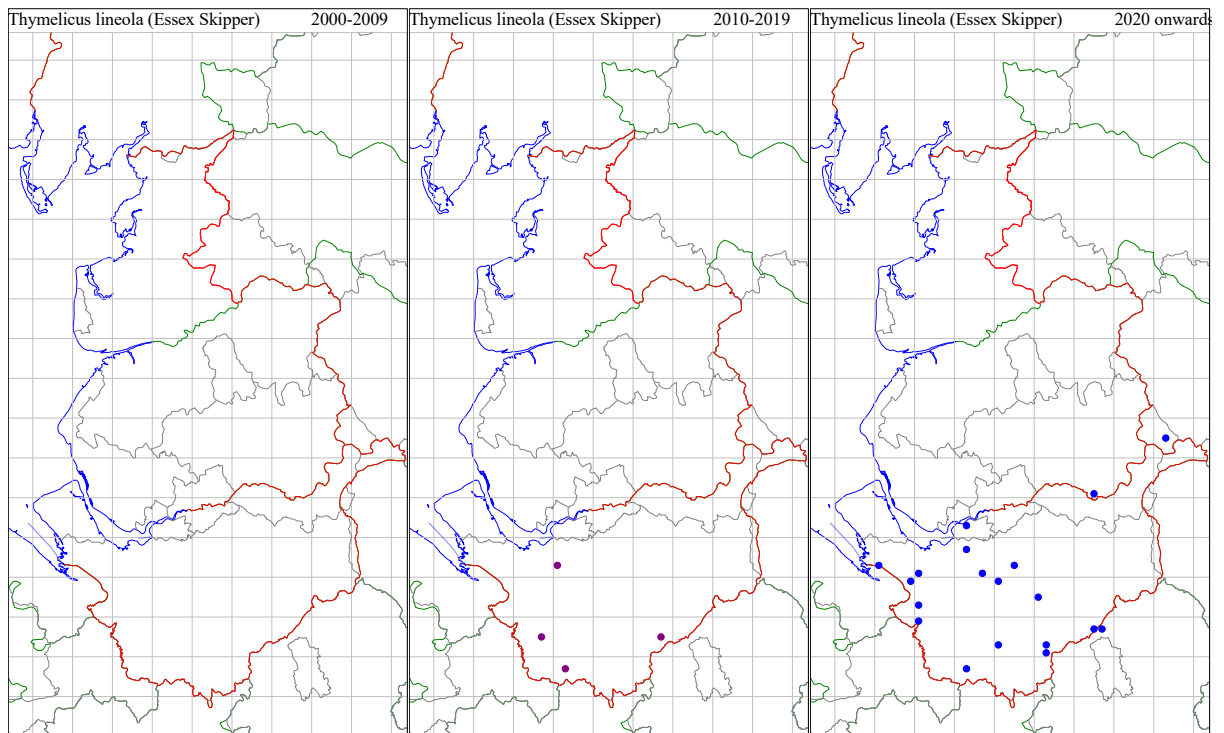 Thymelicus lineola (Essex Skipper) 2000-2009
Thymelicus lineola (Essex Skipper) 2010-2019
Thymelicus lineola (Essex Skipper) 2020 onwards